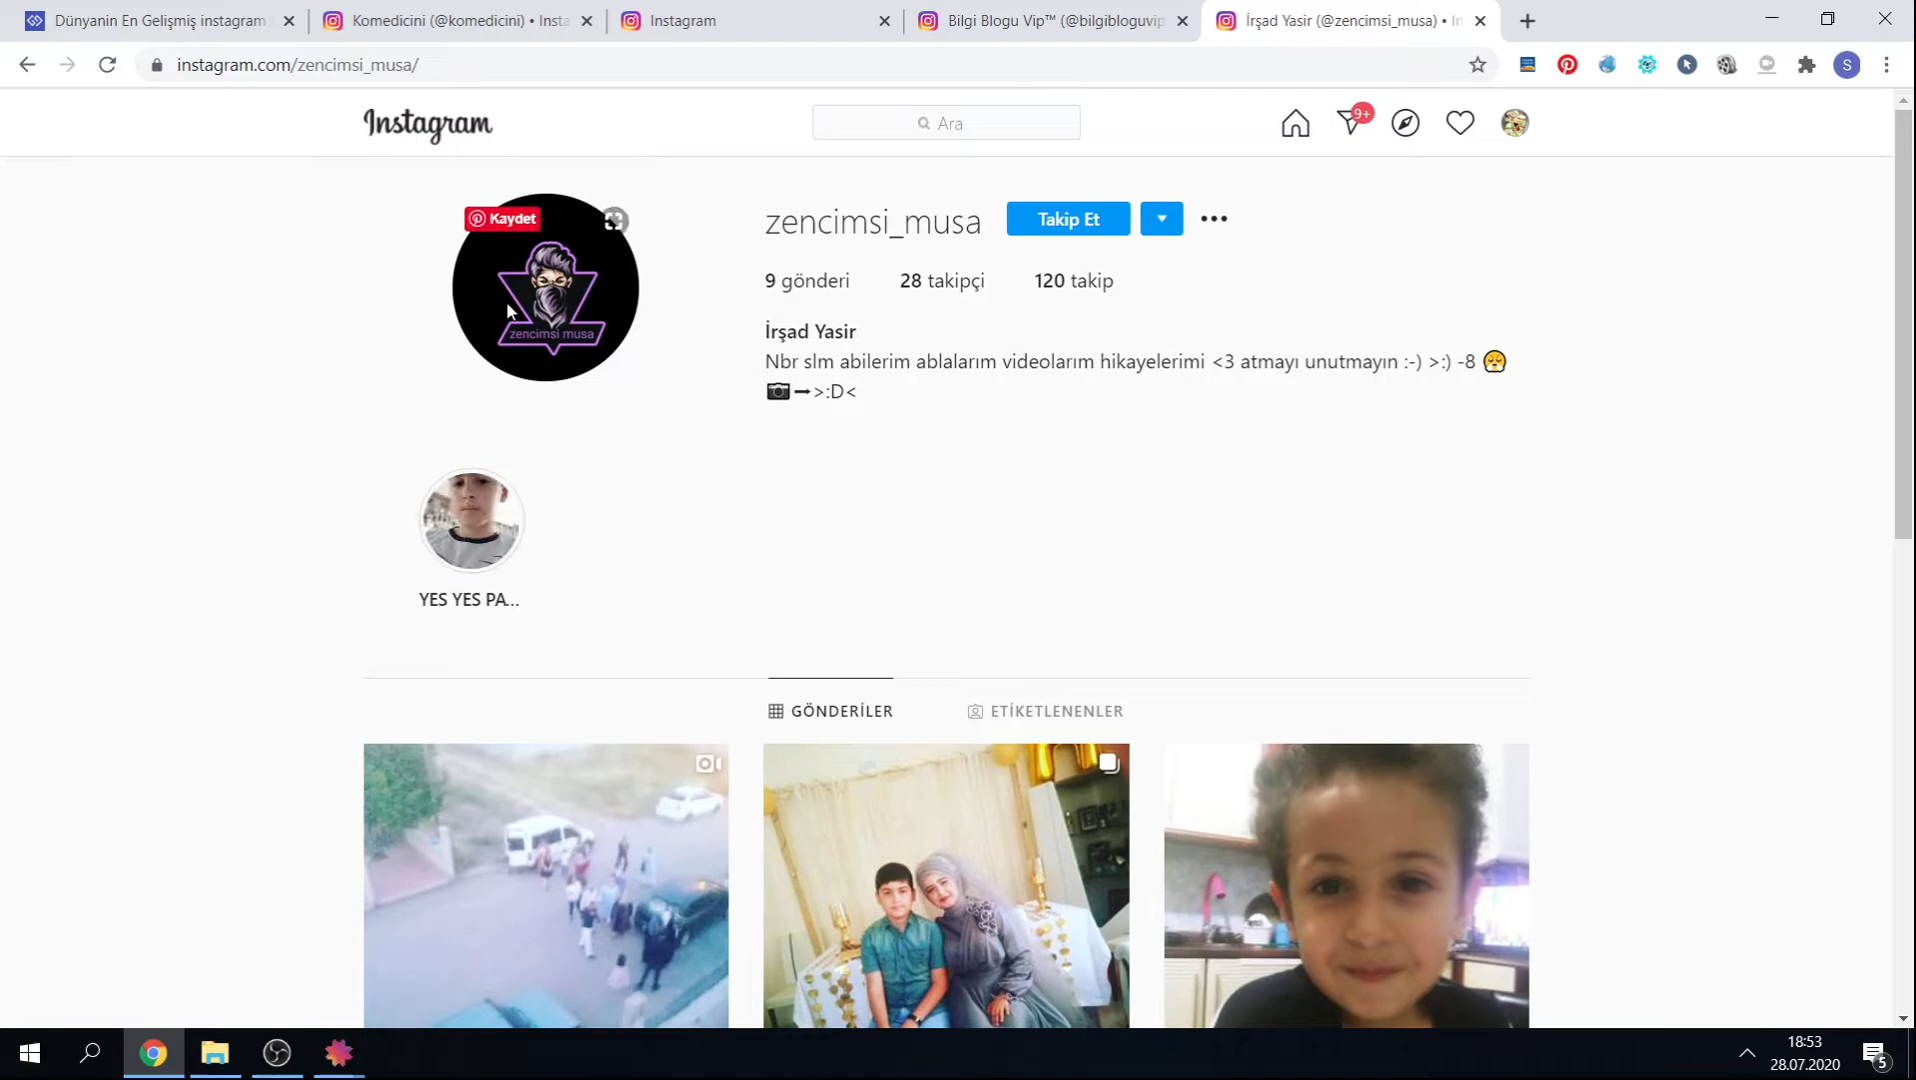 Dünyanin En Gelişmiş instagram
Komedicini (@komedicini) • Insta
Instagram
Bilgi Blogu Vip™ (@bilgibloguvip
İrşad Yasir (@zencimsi_musa) • In
instagram.com/zencimsi_musa/
S
Instagram
Ara
9+
Kaydet
zencimsi musa
zencimsi_musa
Takip Et
9 gönderi
28 takipçi
120 takip
İrşad Yasir
Nbr slm abilerim ablalarım videolarım hikayelerimi <3 atmayı unutmayın :-) >:) -8 😤
📷➞>:D<
YES YES PA...
GÖNDERİLER
ETİKETLENENLER
18:53
28.07.2020
5